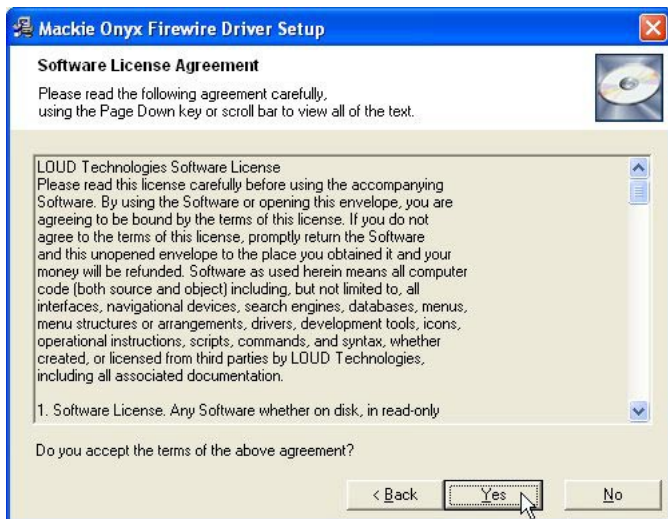 Mackie Onyx Firewire Driver Setup
Software License Agreement
Please read the following agreement carefully,
using the Page Down key or scroll bar to view all of the text.
LOUD Technologies Software License
Please read this license carefully before using the accompanying
Software. By using the Software or opening this envelope, you are
agreeing to be bound by the terms of this license. If you do not
agree to the terms of this license, promptly return the Software
and this unopened envelope to the place you obtained it and your
money will be refunded. Software as used herein means all computer
code (both source and object) including, but not limited to, all
interfaces, navigational devices, search engines, databases, menus,
menu structures or arrangements, drivers, development tools, icons,
operational instructions, scripts, commands, and syntax, whether
created, or licensed from third parties by LOUD Technologies,
including all associated documentation.
1. Software License. Any Software whether on disk, in read-only
Do you accept the terms of the above agreement?
< Back Yes No